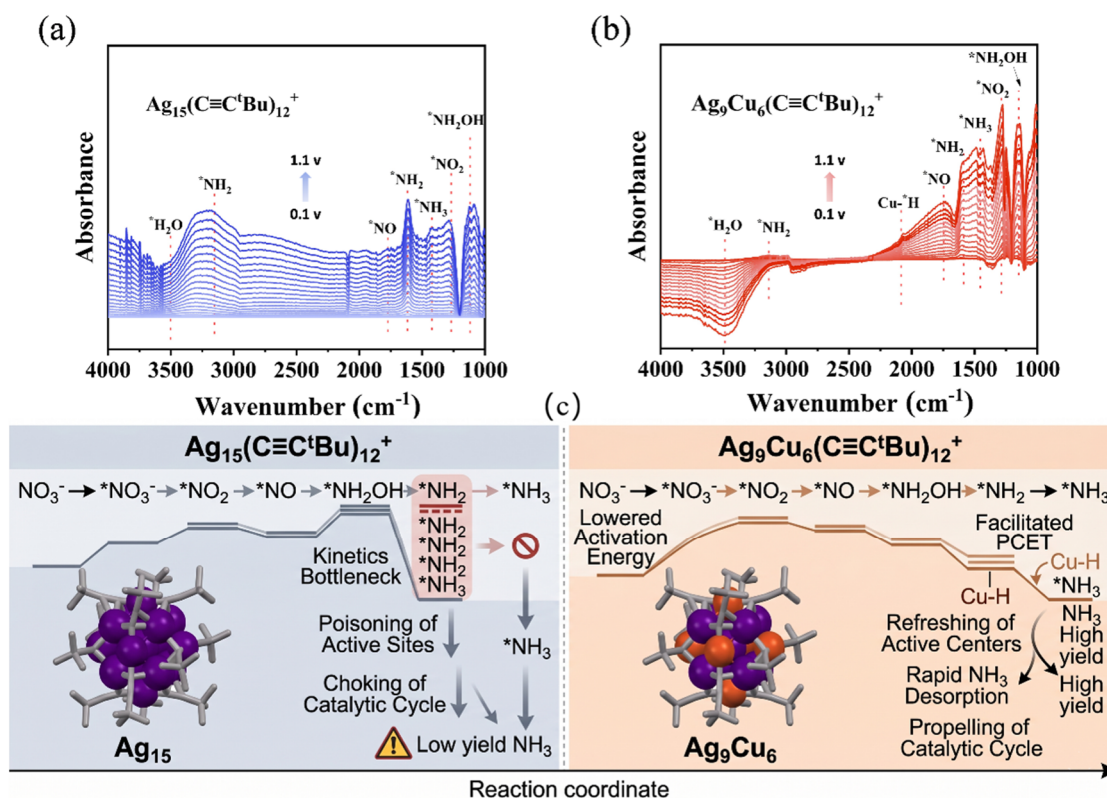 (a)
Ag₁₅(C≡CᵗBu)₁₂⁺
*NH₂OH
*NO₂
*NH₂
*NH₃
*NO
*NH₂
*H₂O
1.1 v
0.1 v
Absorbance
4000 3500 3000 2500 2000 1500 1000
Wavenumber (cm⁻¹)
(b)
Ag₉Cu₆(C≡CᵗBu)₁₂⁺
*NH₂OH
*NO₂
*NH₃
*NH₂
*NO
Cu-*H
*H₂O
*NH₂
1.1 v
0.1 v
Absorbance
4000 3500 3000 2500 2000 1500 1000
Wavenumber (cm⁻¹)
(c)
Ag₁₅(C≡CᵗBu)₁₂⁺
NO₃⁻→*NO₃⁻→*NO₂→*NO→*NH₂OH→*NH₂→*NH₃
*NH₂
*NH₂
*NH₂
*NH₃
Kinetics
Bottleneck
Poisoning of
Active Sites
*NH₃
Choking of
Catalytic Cycle
Low yield NH₃
Ag₁₅
Ag₉Cu₆(C≡CᵗBu)₁₂⁺
NO₃⁻→*NO₃⁻→*NO₂→*NO→*NH₂OH→*NH₂→*NH₃
Lowered
Activation
Energy
Facilitated
PCET
Cu-H
Cu-H
*NH₃
NH₃
High
yield
High
yield
Refreshing of
Active Centers
Rapid NH₃
Desorption
Propelling of
Catalytic Cycle
Ag₉Cu₆
Reaction coordinate